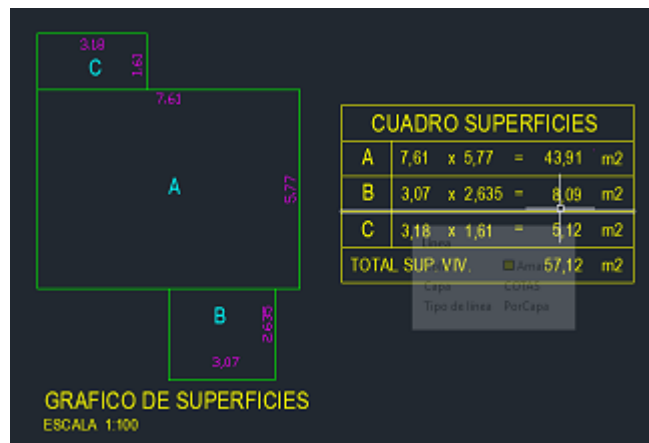 3.18
C
1.61
7.61
A
5.77
B
2.635
3,07
GRAFICO DE SUPERFICIES
ESCALA 1:100
CUADRO SUPERFICIES
A 7,61 x 5,77 = 43,91 m2
B 3,07 x 2,635 = 8,09 m2
C 3,18 x 1,61 = 5,12 m2
TOTAL SUP. VIV. 57,12 m2
Línea
Capa COTAS
Tipo de línea PorCapa